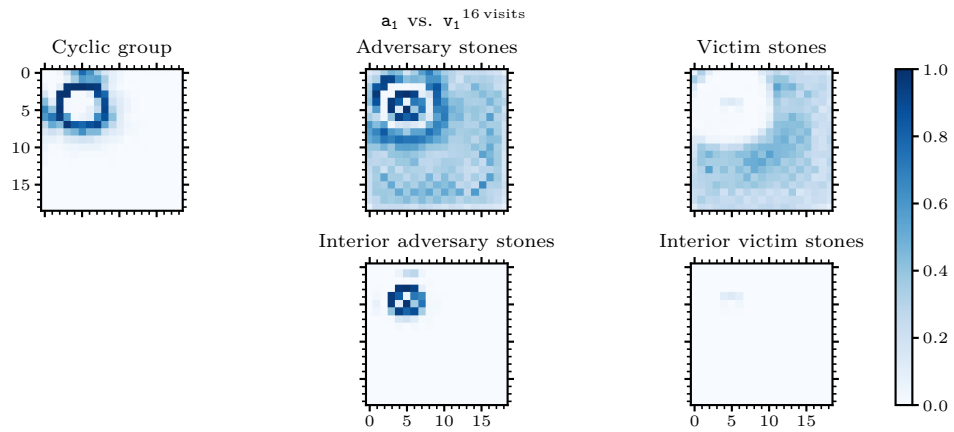 a₁ vs. v₁^16 visits
Cyclic group
Adversary stones
Victim stones
0
5
10
15
1.0
0.8
0.6
0.4
0.2
0.0
Interior adversary stones
Interior victim stones
0 5 10 15
0 5 10 15